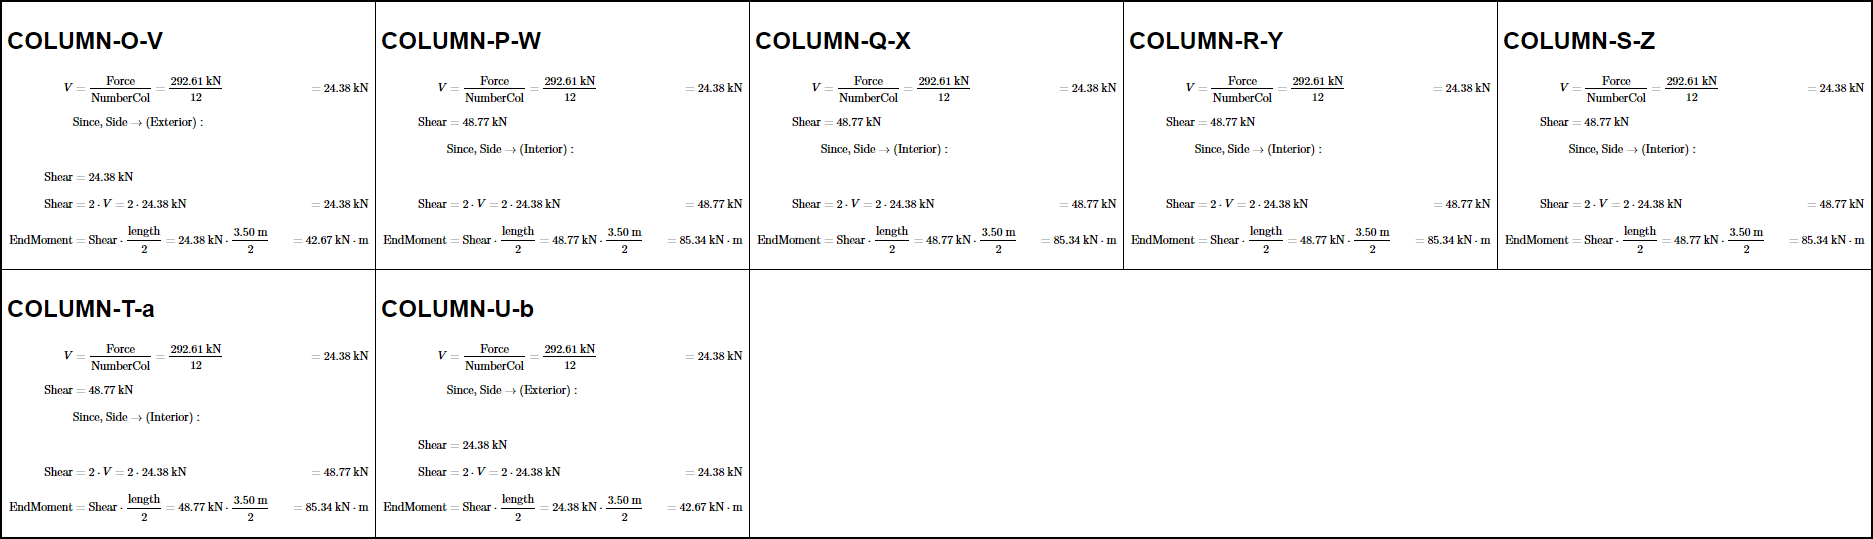 COLUMN-O-V
V = Force / NumberCol = 292.61 kN / 12 = 24.38 kN
Since, Side → (Exterior) :
Shear = 24.38 kN
Shear = 2 · V = 2 · 24.38 kN = 24.38 kN
EndMoment = Shear · length / 2 = 24.38 kN · 3.50 m / 2 = 42.67 kN · m
COLUMN-P-W
V = Force / NumberCol = 292.61 kN / 12 = 24.38 kN
Shear = 48.77 kN
Since, Side → (Interior) :
Shear = 2 · V = 2 · 24.38 kN = 48.77 kN
EndMoment = Shear · length / 2 = 48.77 kN · 3.50 m / 2 = 85.34 kN · m
COLUMN-Q-X
V = Force / NumberCol = 292.61 kN / 12 = 24.38 kN
Shear = 48.77 kN
Since, Side → (Interior) :
Shear = 2 · V = 2 · 24.38 kN = 48.77 kN
EndMoment = Shear · length / 2 = 48.77 kN · 3.50 m / 2 = 85.34 kN · m
COLUMN-R-Y
V = Force / NumberCol = 292.61 kN / 12 = 24.38 kN
Shear = 48.77 kN
Since, Side → (Interior) :
Shear = 2 · V = 2 · 24.38 kN = 48.77 kN
EndMoment = Shear · length / 2 = 48.77 kN · 3.50 m / 2 = 85.34 kN · m
COLUMN-S-Z
V = Force / NumberCol = 292.61 kN / 12 = 24.38 kN
Shear = 48.77 kN
Since, Side → (Interior) :
Shear = 2 · V = 2 · 24.38 kN = 48.77 kN
EndMoment = Shear · length / 2 = 48.77 kN · 3.50 m / 2 = 85.34 kN · m
COLUMN-T-a
V = Force / NumberCol = 292.61 kN / 12 = 24.38 kN
Shear = 48.77 kN
Since, Side → (Interior) :
Shear = 2 · V = 2 · 24.38 kN = 48.77 kN
EndMoment = Shear · length / 2 = 48.77 kN · 3.50 m / 2 = 85.34 kN · m
COLUMN-U-b
V = Force / NumberCol = 292.61 kN / 12 = 24.38 kN
Since, Side → (Exterior) :
Shear = 24.38 kN
Shear = 2 · V = 2 · 24.38 kN = 24.38 kN
EndMoment = Shear · length / 2 = 24.38 kN · 3.50 m / 2 = 42.67 kN · m